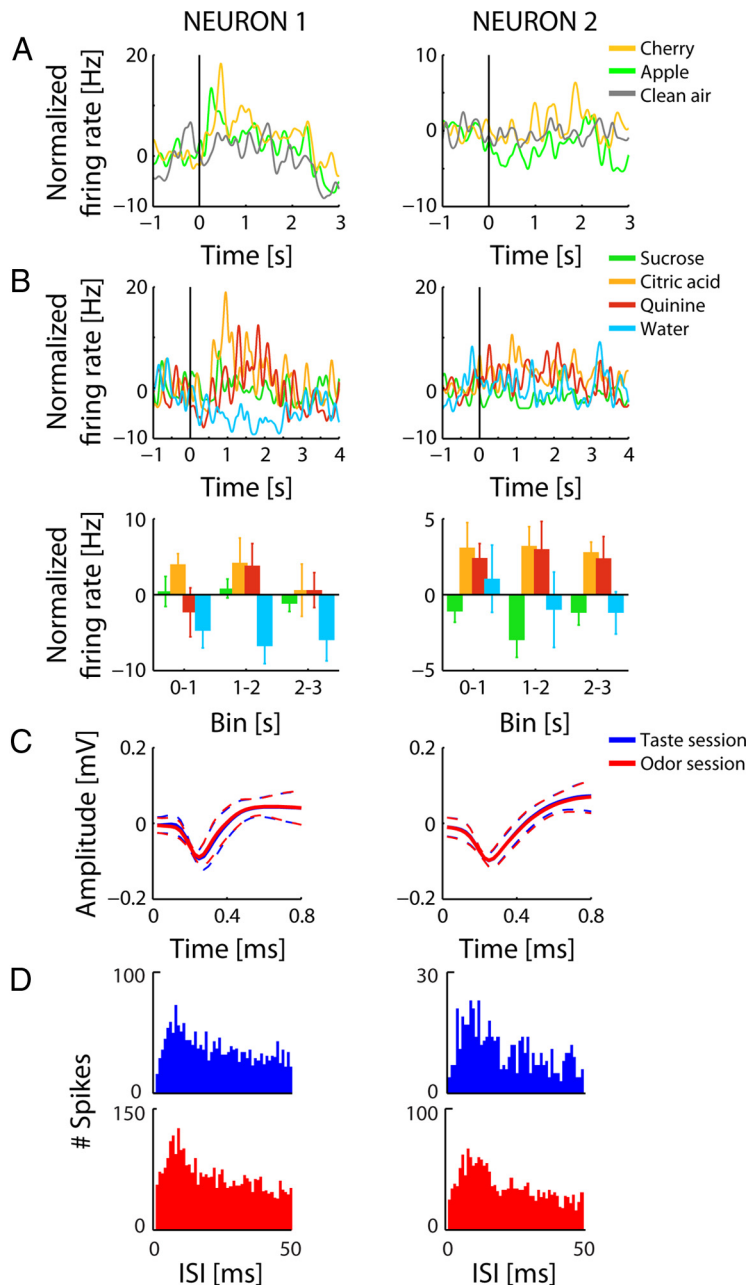 NEURON 1 NEURON 2
A
Normalized
firing rate [Hz]
20
10
0
−10
−1 0 1 2 3
Time [s]
10
0
−10
−1 0 1 2 3
Time [s]
Cherry
Apple
Clean air
B
Normalized
firing rate [Hz]
20
0
−10
−1 0 1 2 3 4
Time [s]
20
0
−10
−1 0 1 2 3 4
Time [s]
Sucrose
Citric acid
Quinine
Water
Normalized
firing rate [Hz]
10
0
−10
0-1 1-2 2-3
Bin [s]
5
0
−5
0-1 1-2 2-3
Bin [s]
C
Amplitude [mV]
0.2
0
−0.2
0 0.4 0.8
Time [ms]
0.2
0
−0.2
0 0.4 0.8
Time [ms]
Taste session
Odor session
D
# Spikes
100
0
30
0
150
0
0 50
ISI [ms]
100
0
0 50
ISI [ms]